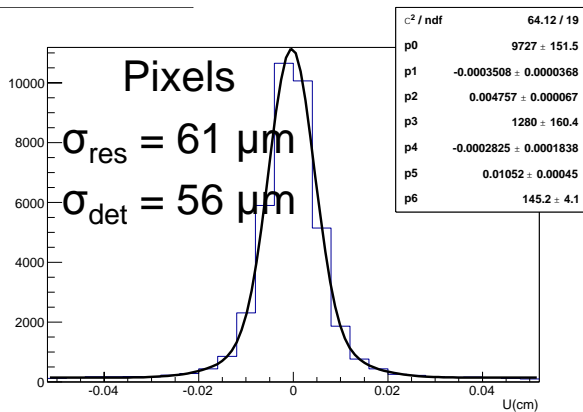 c² / ndf 64.12 / 19
p0 9727 ± 151.5
p1 -0.0003508 ± 0.0000368
p2 0.004757 ± 0.000067
p3 1280 ± 160.4
p4 -0.0002825 ± 0.0001838
p5 0.01052 ± 0.00045
p6 145.2 ± 4.1
Pixels
σres = 61 µm
σdet = 56 µm
10000
8000
6000
4000
2000
0
-0.04 -0.02 0 0.02 0.04
U(cm)